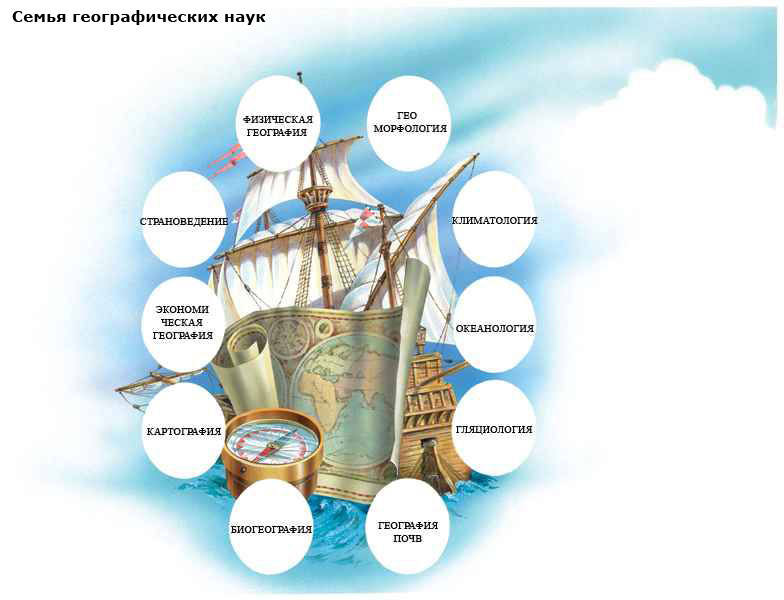 Семья географических наук
ФИЗИЧЕСКАЯ
ГЕОГРАФИЯ
ГЕО
МОРФОЛОГИЯ
СТРАНОВЕДЕНИЕ
КЛИМАТОЛОГИЯ
ЭКОНОМИ
ЧЕСКАЯ
ГЕОГРАФИЯ
ОКЕАНОЛОГИЯ
КАРТОГРАФИЯ
ГЛЯЦИОЛОГИЯ
БИОГЕОГРАФИЯ
ГЕОГРАФИЯ
ПОЧВ